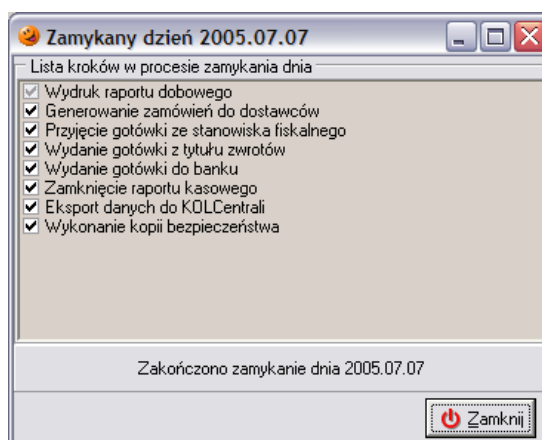 Zamykany dzień 2005.07.07
Lista kroków w procesie zamykania dnia
Wydruk raportu dobowego
Generowanie zamówień do dostawców
Przyjęcie gotówki ze stanowiska fiskalnego
Wydanie gotówki z tytułu zwrotów
Wydanie gotówki do banku
Zamknięcie raportu kasowego
Eksport danych do KOLCentrali
Wykonanie kopii bezpieczeństwa
Zakończono zamykanie dnia 2005.07.07
Zamknij